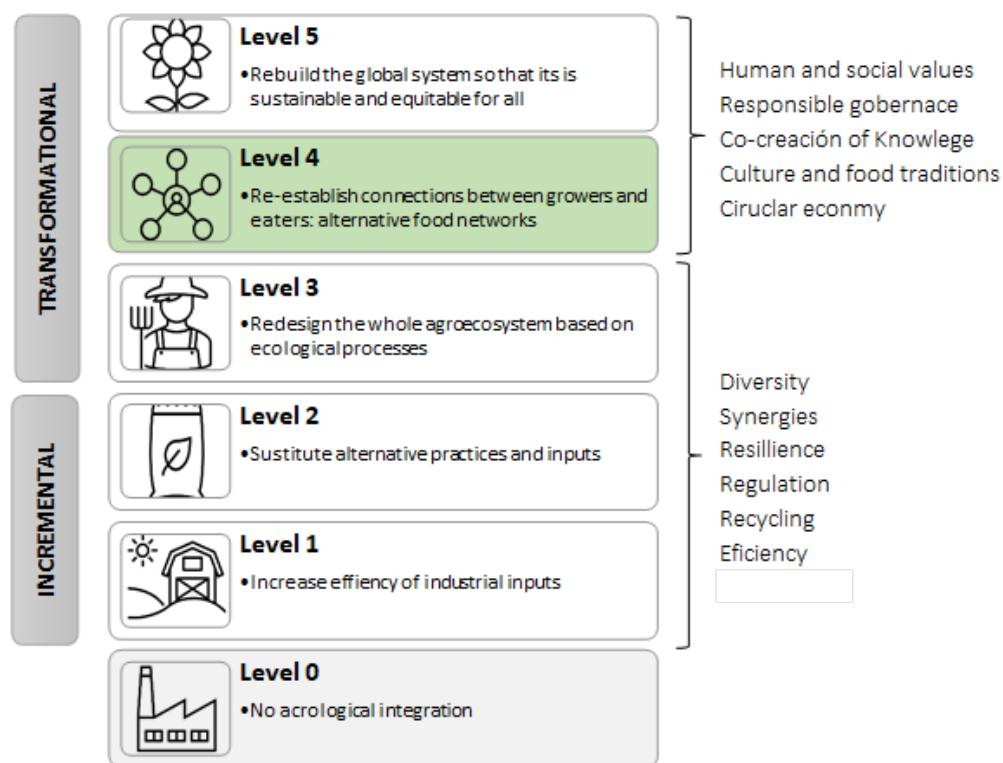 TRANSFORMATIONAL
Level 5
•Rebuild the global system so that its is
sustainable and equitable for all
Level 4
•Re-establish connections between growers and
eaters: alternative food networks
Human and social values
Responsible gobernace
Co-creación of Knowlege
Culture and food traditions
Ciruclar econmy
Level 3
•Redesign the whole agroecosystem based on
ecological processes
INCREMENTAL
Level 2
•Sustitute alternative practices and inputs
Level 1
•Increase effiency of industrial inputs
Diversity
Synergies
Resillience
Regulation
Recycling
Eficiency
Level 0
•No acrological integration